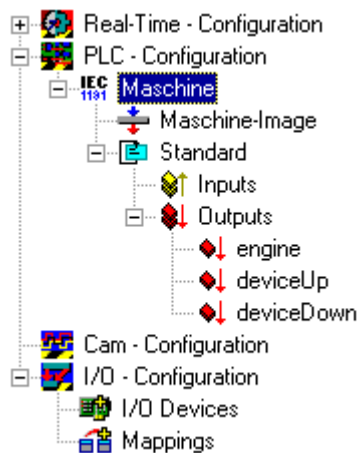 Real-Time - Configuration
PLC - Configuration
IEC 1131 Maschine
Maschine-Image
Standard
Inputs
Outputs
engine
deviceUp
deviceDown
Cam - Configuration
I/O - Configuration
I/O Devices
Mappings